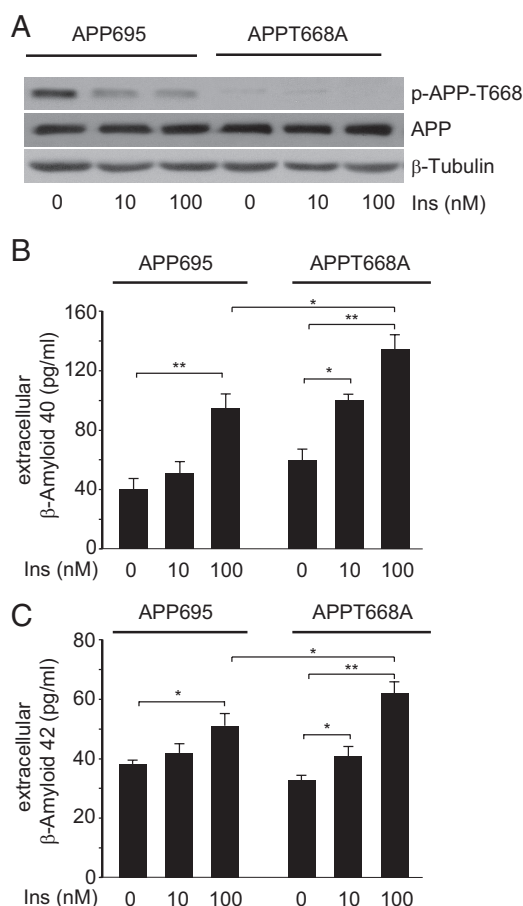 A
APP695 APPT668A
p-APP-T668
APP
β-Tubulin
0 10 100 0 10 100 Ins (nM)
B
APP695 APPT668A
extracellular
β-Amyloid 40 (pg/ml)
160
120
80
40
0
**
*
**
*
Ins (nM) 0 10 100 0 10 100
C
APP695 APPT668A
extracellular
β-Amyloid 42 (pg/ml)
80
60
40
20
0
*
*
**
*
Ins (nM) 0 10 100 0 10 100